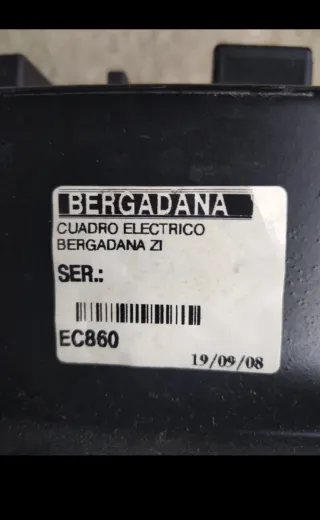 BERGADANA
CUADRO ELECTRICO
BERGADANA ZI
SER.:
EC860
19/09/08